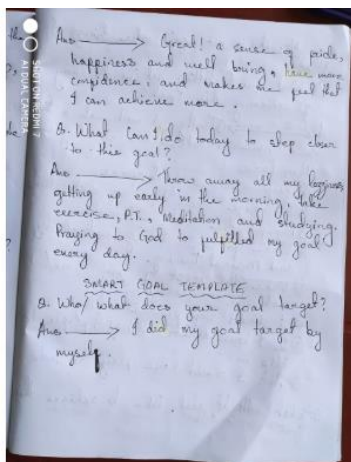 the
Ans → Great! a sense of pride,
happiness and well being, have more
confidence, and makes me feel that
I can achieve more.
Q. What Can I do today to step closer
to this goal?
Ans → Throw away all my laziness,
getting up early in the morning, take
exercise, P.T., Meditation and studying.
Praying to God to fulfilled my goal
every day.
SMART GOAL TEMPLATE
Q. Who/what does your goal target?
Ans → I did my goal target by
myself.
SHOT ON REDMI 7
AI DUAL CAMERA